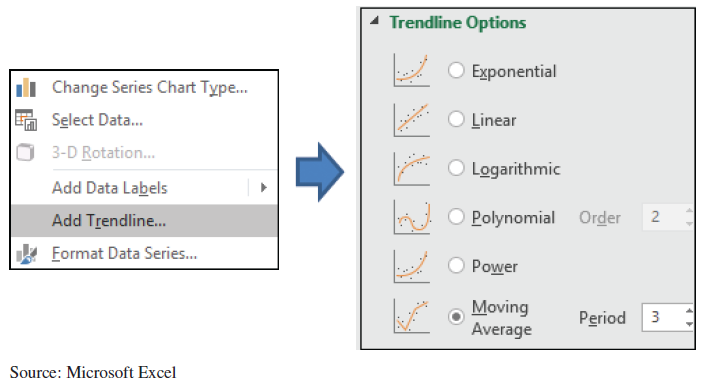 Change Series Chart Type...
Select Data...
3-D Rotation...
Add Data Labels
Add Trendline...
Format Data Series...
Trendline Options
Exponential
Linear
Logarithmic
Polynomial Order 2
Power
Moving
Average Period 3
Source: Microsoft Excel